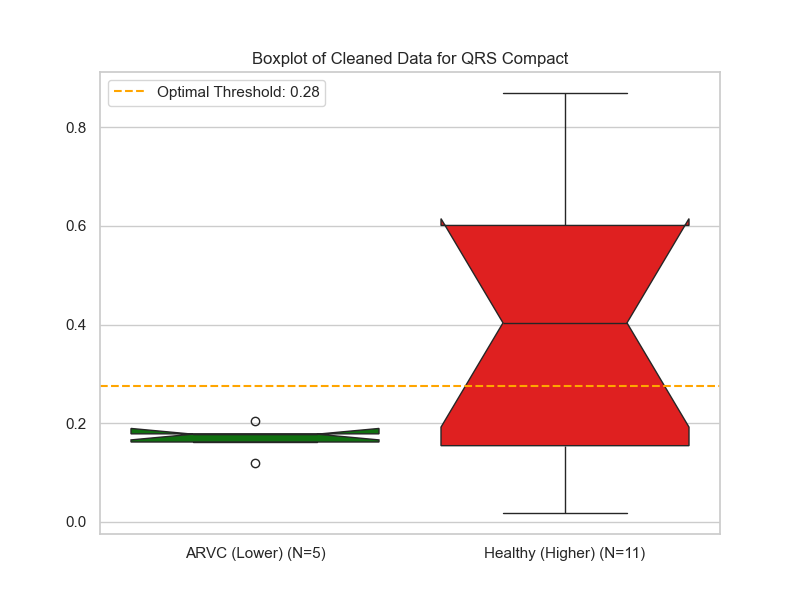 Boxplot of Cleaned Data for QRS Compact
Optimal Threshold: 0.28
0.8
0.6
0.4
0.2
0.0
ARVC (Lower) (N=5)
Healthy (Higher) (N=11)